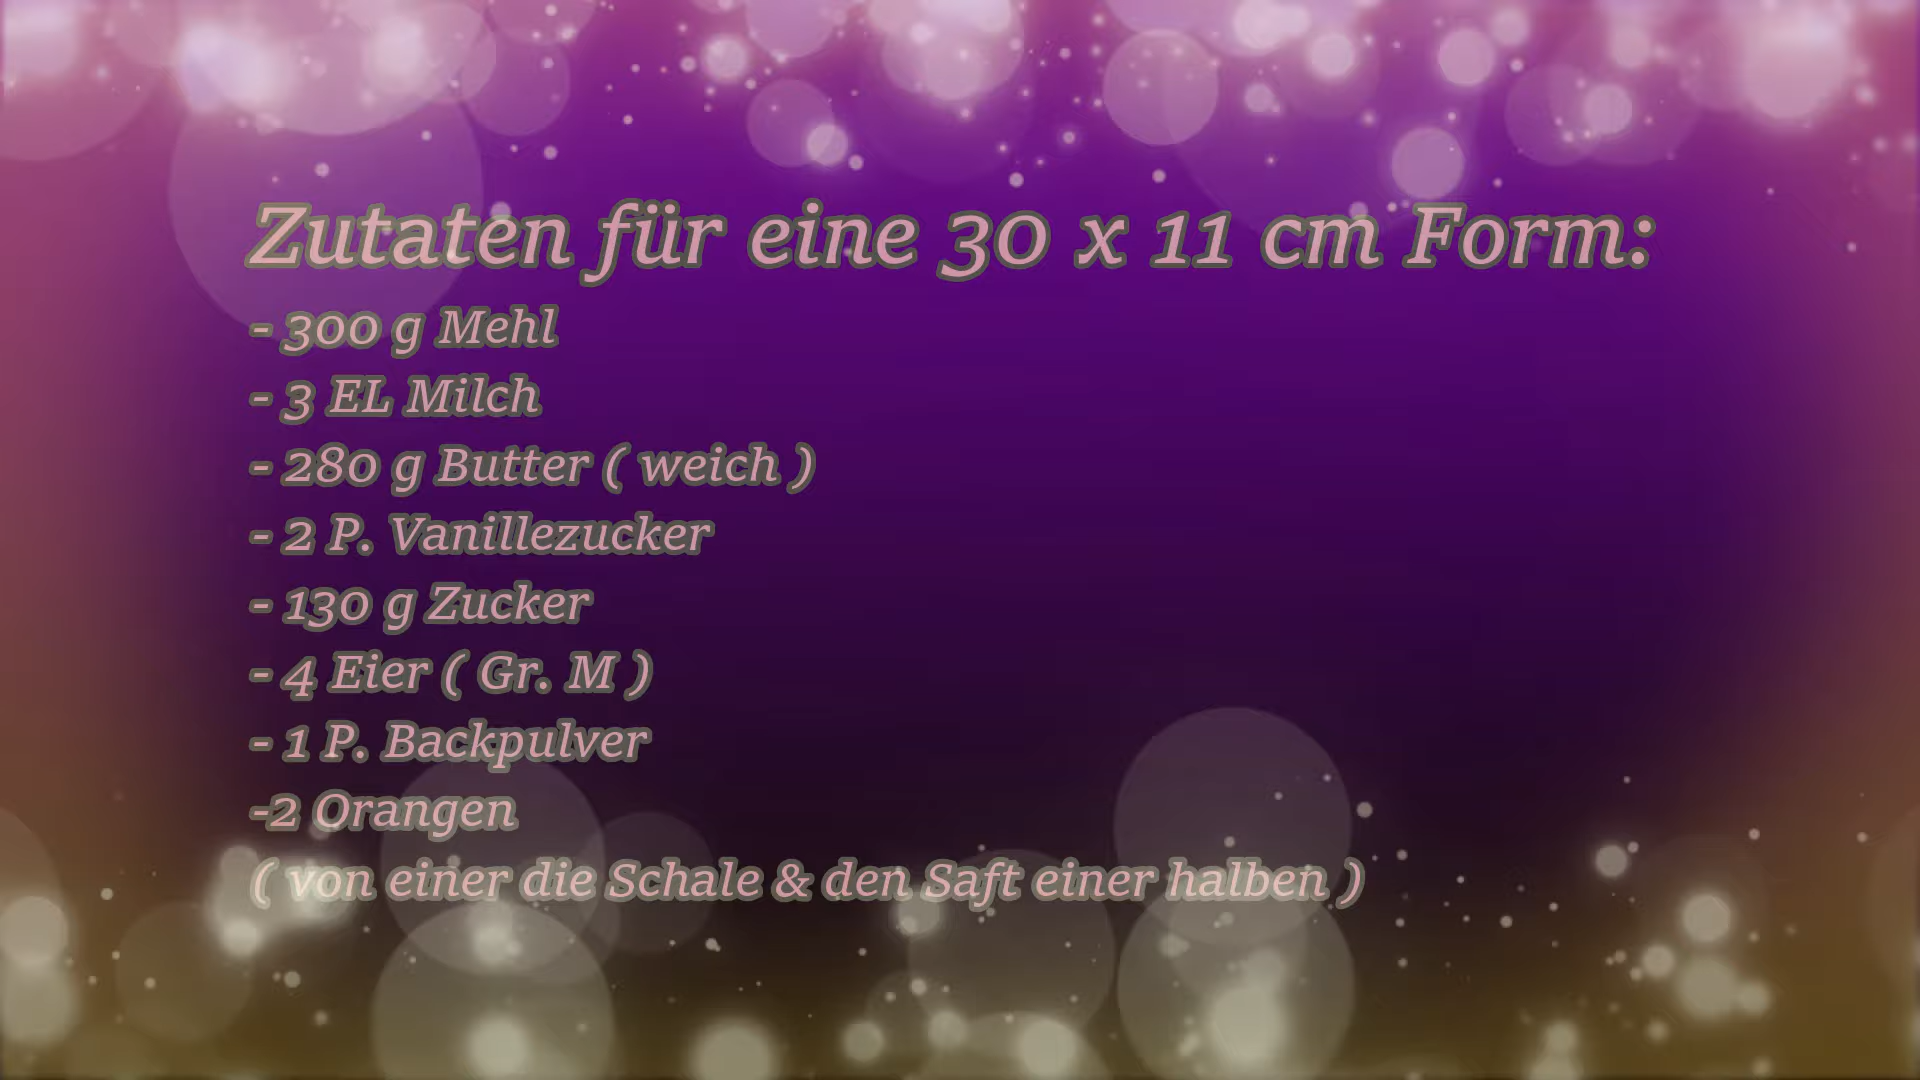 Zutaten für eine 30 x 11 cm Form:
- 300 g Mehl
- 3 EL Milch
- 280 g Butter ( weich )
- 2 P. Vanillezucker
- 130 g Zucker
- 4 Eier ( Gr. M )
- 1 P. Backpulver
-2 Orangen
( von einer die Schale & den Saft einer halben )